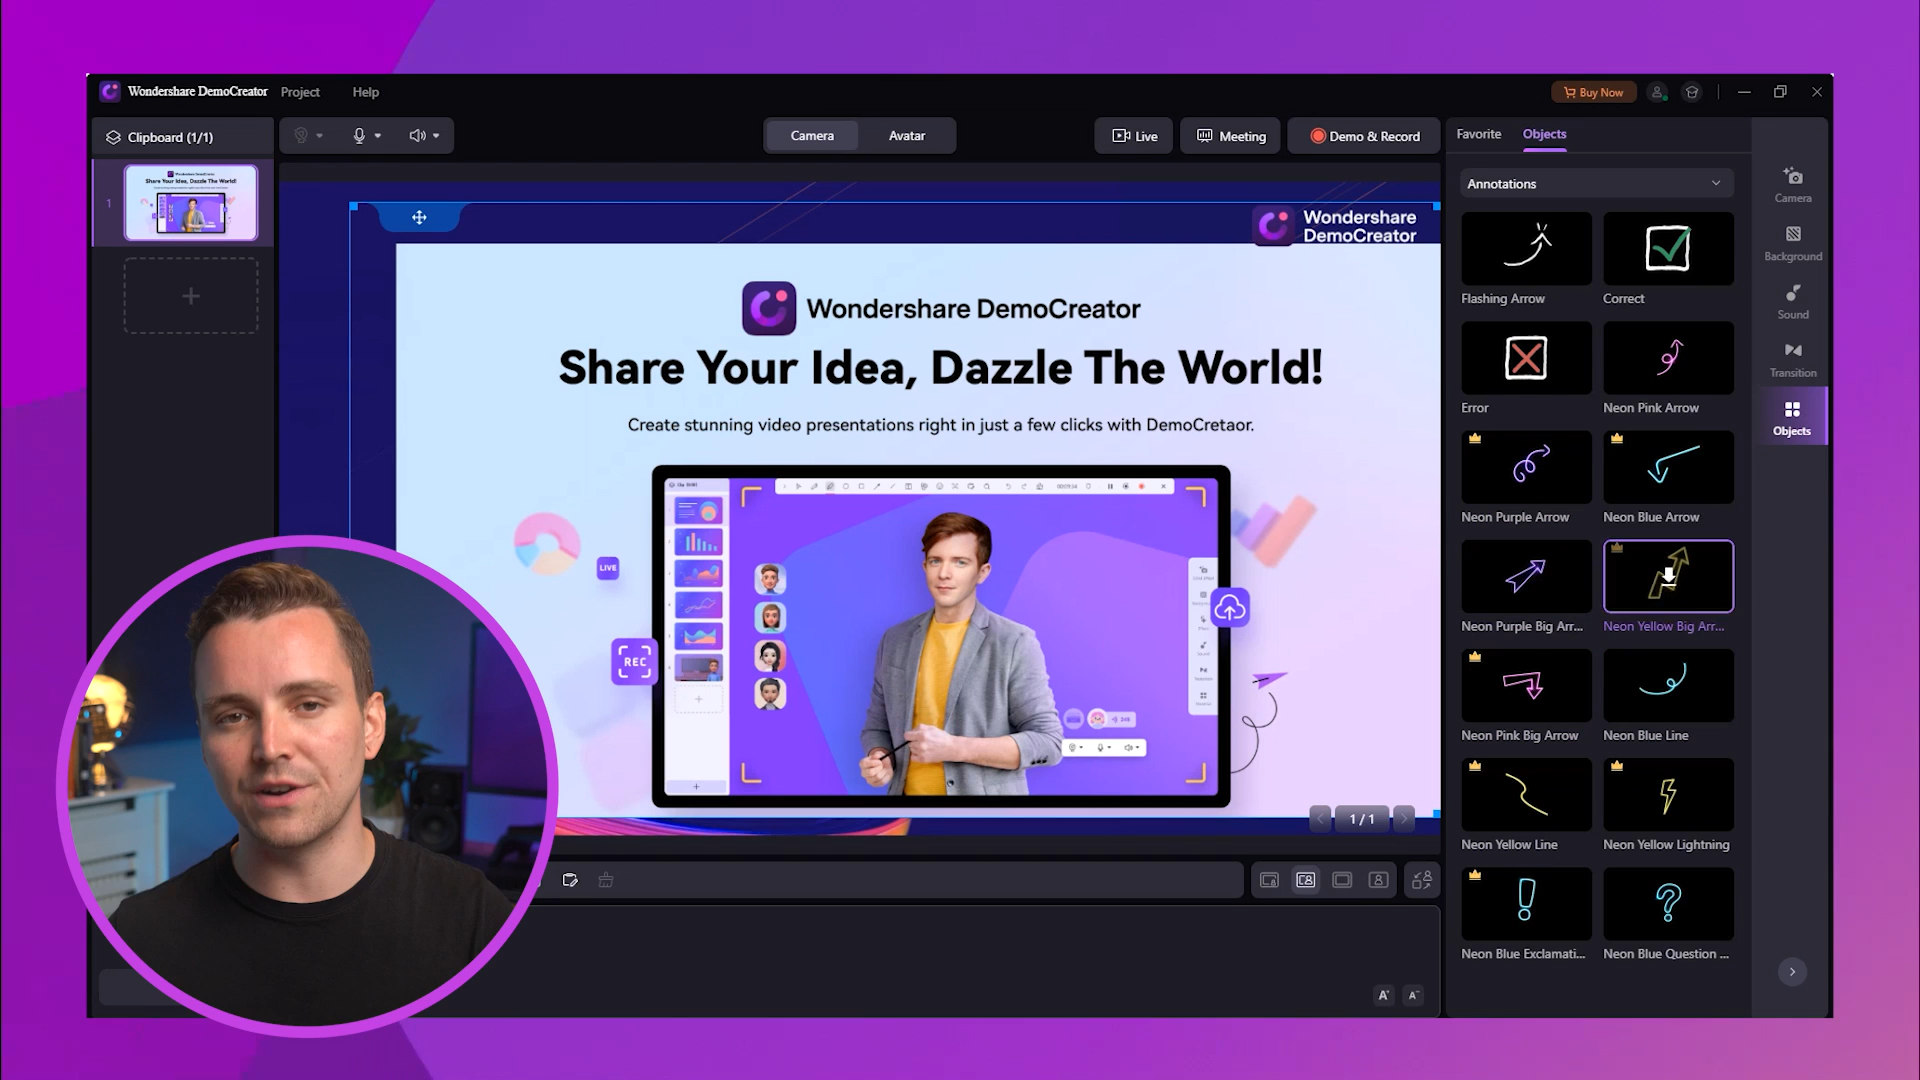 Wondershare DemoCreator
Project
Help
Buy Now
Clipboard (1/1)
Camera
Avatar
Live
Meeting
Demo & Record
Favorite
Objects
1
Annotations
Camera
Background
Sound
Transition
Objects
Wondershare
DemoCreator
Wondershare DemoCreator
Share Your Idea, Dazzle The World!
Create stunning video presentations right in just a few clicks with DemoCretaor.
LIVE
REC
1 / 1
Flashing Arrow
Correct
Error
Neon Pink Arrow
Neon Purple Arrow
Neon Blue Arrow
Neon Purple Big Arr...
Neon Yellow Big Arr...
Neon Pink Big Arrow
Neon Blue Line
Neon Yellow Line
Neon Yellow Lightning
Neon Blue Exclamati...
Neon Blue Question ...
A+
A-